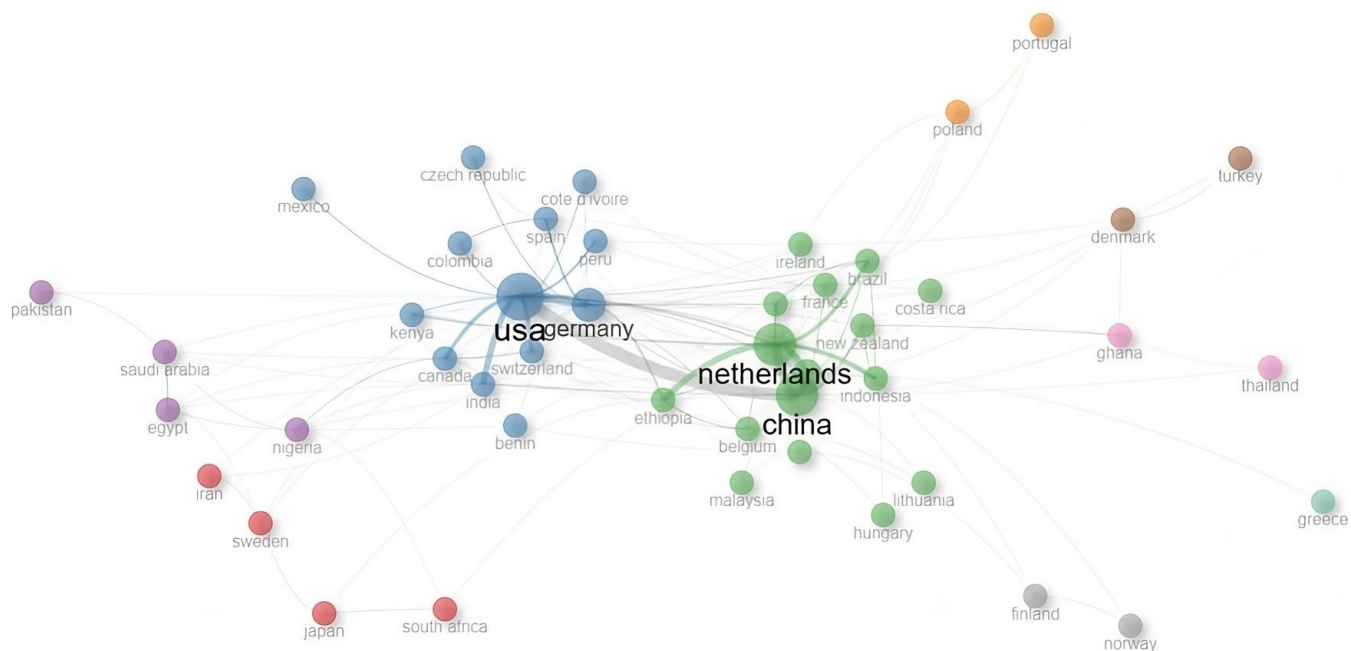 portugal
poland
turkey
czech republic
cote d'ivoire
mexico
spain
denmark
colombia
peru
ireland
brazil
pakistan
france
costa rica
kenya
usa
germany
new zealand
ghana
saudi arabia
canada
switzerland
netherlands
thailand
india
indonesia
egypt
ethiopia
china
nigeria
benin
belgium
iran
malaysia
lithuania
greece
sweden
hungary
finland
japan
south africa
norway